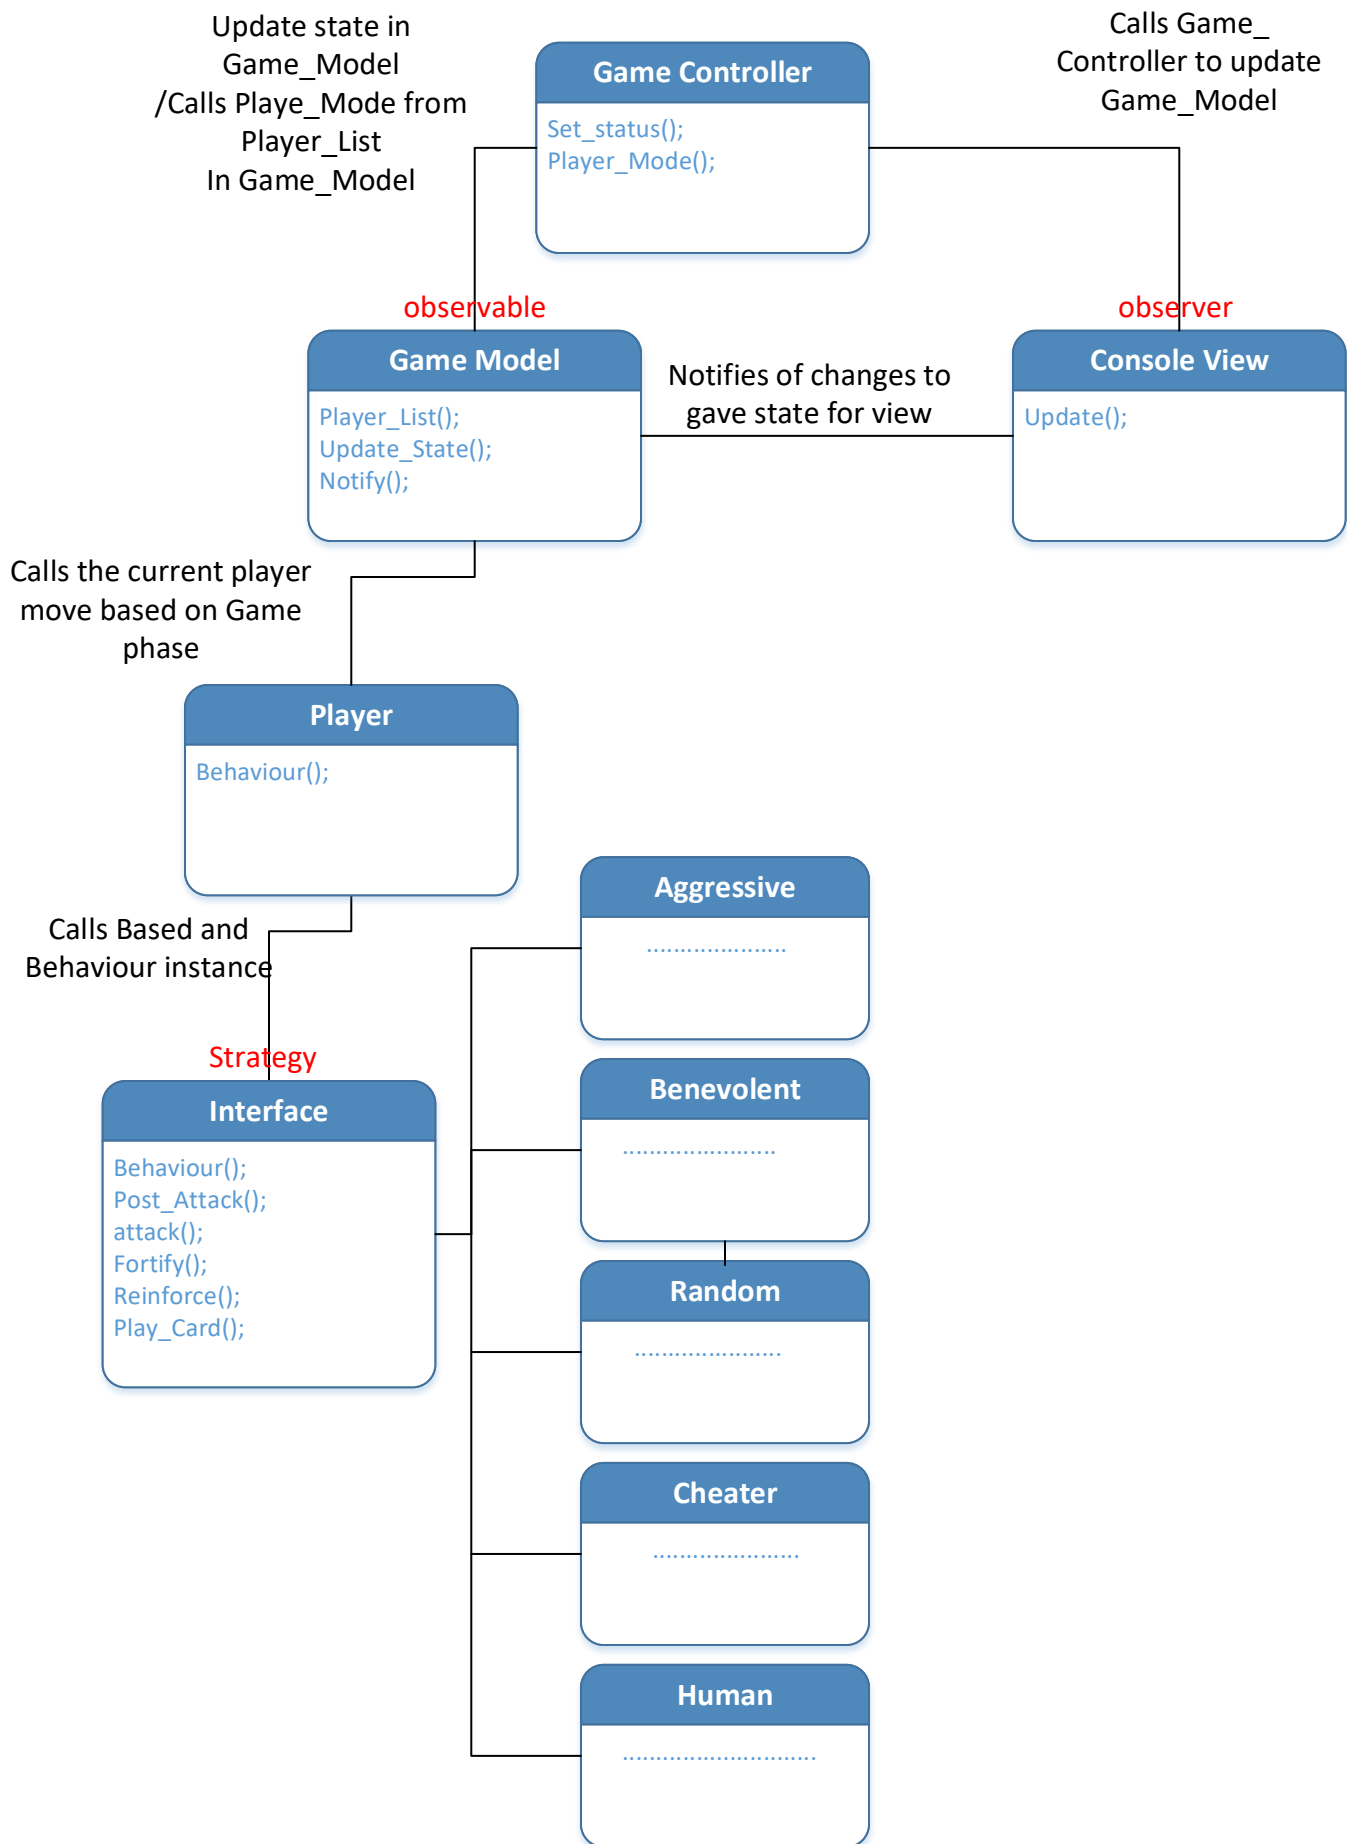 Update state in
Game_Model
/Calls Playe_Mode from
Player_List
In Game_Model
Game Controller
Set_status();
Player_Mode();
Calls Game_
Controller to update
Game_Model
observable
Game Model
Player_List();
Update_State();
Notify();
Notifies of changes to
gave state for view
observer
Console View
Update();
Calls the current player
move based on Game
phase
Player
Behaviour();
Calls Based and
Behaviour instance
Strategy
Interface
Behaviour();
Post_Attack();
attack();
Fortify();
Reinforce();
Play_Card();
Aggressive
.....................
Benevolent
.......................
Random
......................
Cheater
......................
Human
.............................